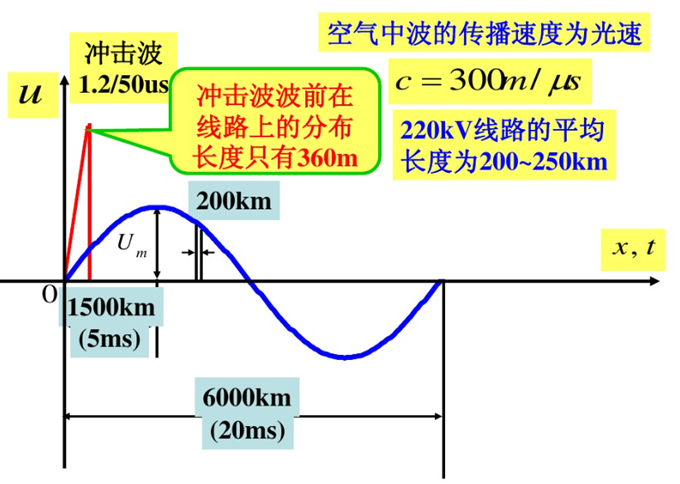 冲击波
1.2/50us
u
冲击波波前在
线路上的分布
长度只有360m
空气中波的传播速度为光速
c = 300m/ μs
220kV线路的平均
长度为200~250km
200km
U m
x, t
O
1500km
(5ms)
6000km
(20ms)